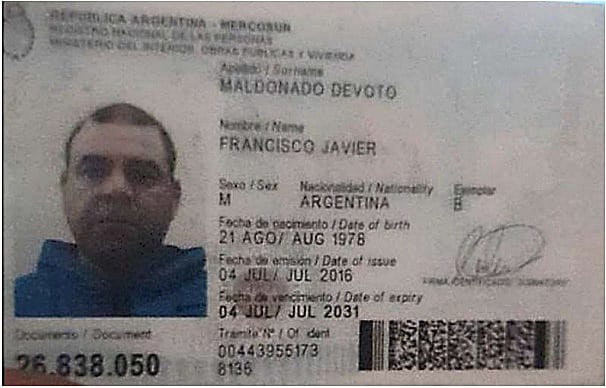 REPUBLICA ARGENTINA - MERCOSUR
REGISTRO NACIONAL DE LAS PERSONAS
MINISTERIO DEL INTERIOR, OBRAS PUBLICAS Y VIVIENDA
Apellido / Surname
MALDONADO DEVOTO
Nombre / Name
FRANCISCO JAVIER
Sexo / Sex Nacionalidad / Nationality Ejemplar
M ARGENTINA B
Fecha de nacimiento / Date of birth
21 AGO/ AUG 1978
Fecha de emisión / Date of issue
04 JUL/ JUL 2016
FIRMA IDENTIFICADO / SIGNATURE
Fecha de vencimiento / Date of expiry
04 JUL/ JUL 2031
Documento / Document
26.838.050
Trámite Nº / Of. ident
00443955173
8136